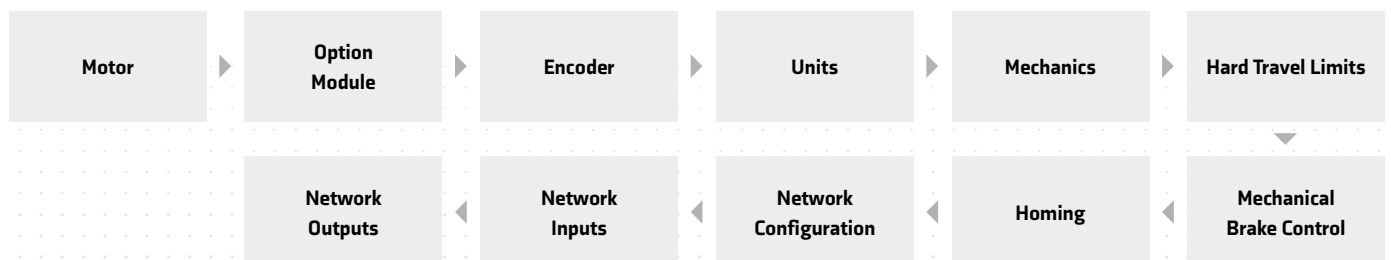 Motor
Option
Module
Encoder
Units
Mechanics
Hard Travel Limits
Mechanical
Brake Control
Homing
Network
Configuration
Network
Inputs
Network
Outputs